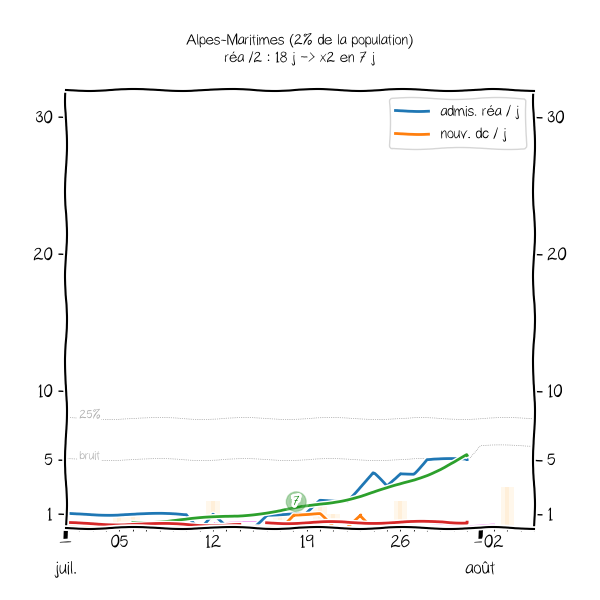 Alpes-Maritimes (2% de la population)
réa /2 : 18 j -> x2 en 7 j
admis. réa / j
nouv. dc / j
30
30
20
20
10
10
25%
bruit
5
5
7
1
1
05
12
19
26
02
juil.
août